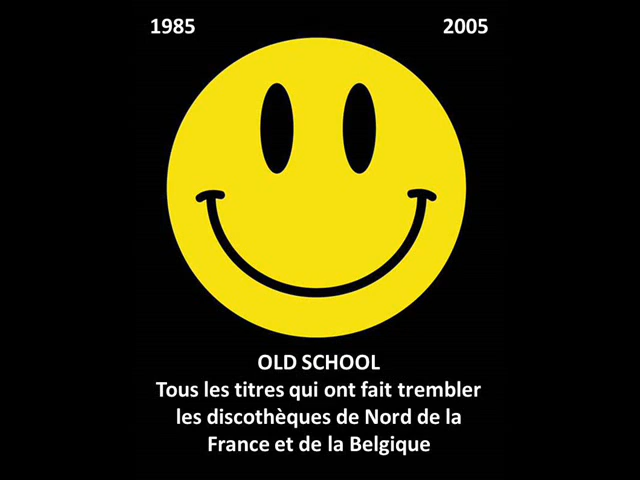 1985 2005
OLD SCHOOL
Tous les titres qui ont fait trembler
les discothèques de Nord de la
France et de la Belgique